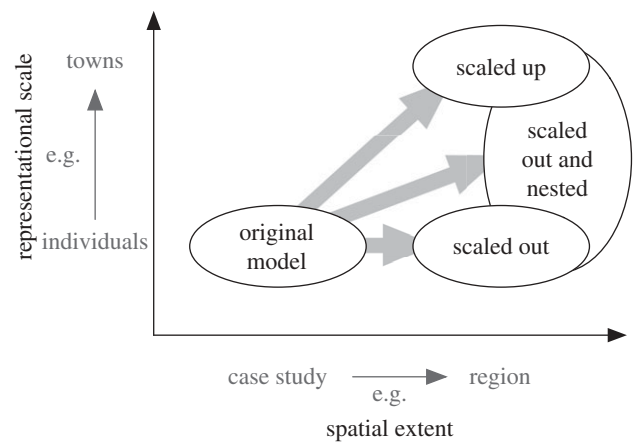 towns
representational scale
e.g.
individuals
scaled up
scaled
out and
nested
original
model
scaled out
case study
e.g.
region
spatial extent